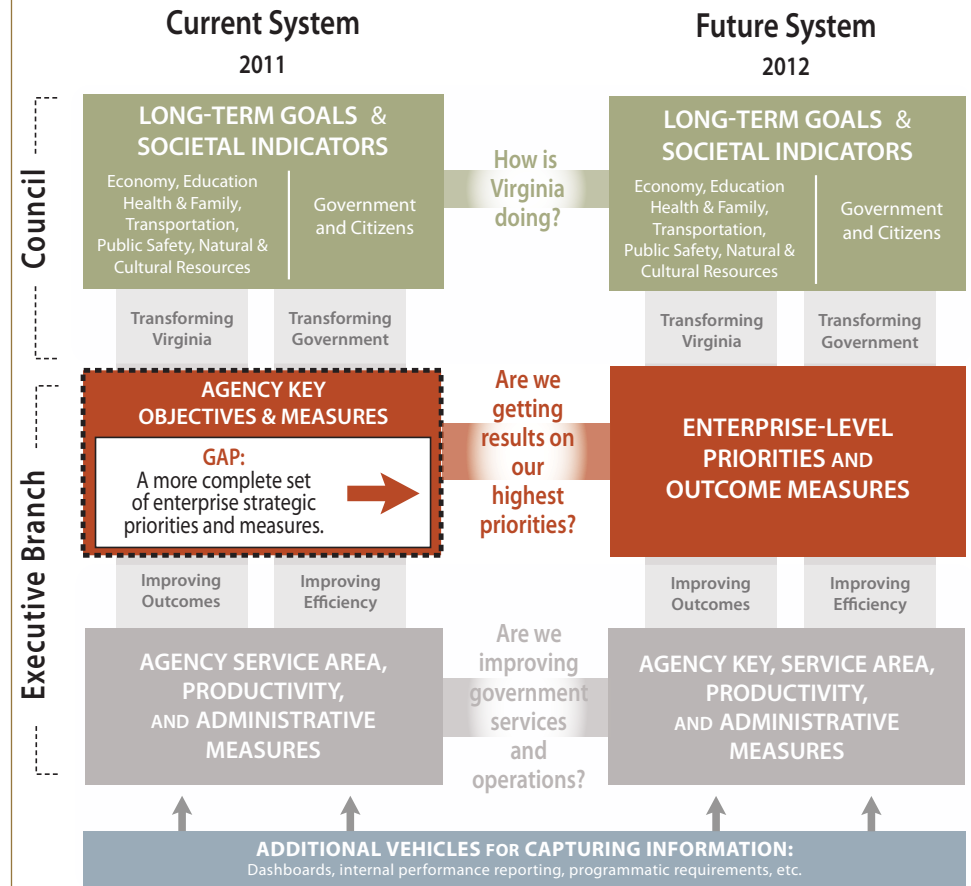 Current System
2011
Future System
2012
Council
LONG-TERM GOALS &
SOCIETAL INDICATORS
Economy, Education
Health & Family,
Transportation,
Public Safety, Natural &
Cultural Resources
Government
and Citizens
How is
Virginia
doing?
LONG-TERM GOALS &
SOCIETAL INDICATORS
Economy, Education
Health & Family,
Transportation,
Public Safety, Natural &
Cultural Resources
Government
and Citizens
Transforming
Virginia
Transforming
Government
Transforming
Virginia
Transforming
Government
Executive Branch
AGENCY KEY
OBJECTIVES & MEASURES
GAP:
A more complete set
of enterprise strategic
priorities and measures.
Are we
getting
results on
our
highest
priorities?
ENTERPRISE-LEVEL
PRIORITIES AND
OUTCOME MEASURES
Improving
Outcomes
Improving
Efficiency
Improving
Outcomes
Improving
Efficiency
AGENCY SERVICE AREA,
PRODUCTIVITY,
AND ADMINISTRATIVE
MEASURES
Are we
improving
government
services
and
operations?
AGENCY KEY, SERVICE AREA,
PRODUCTIVITY,
AND ADMINISTRATIVE
MEASURES
ADDITIONAL VEHICLES FOR CAPTURING INFORMATION:
Dashboards, internal performance reporting, programmatic requirements, etc.